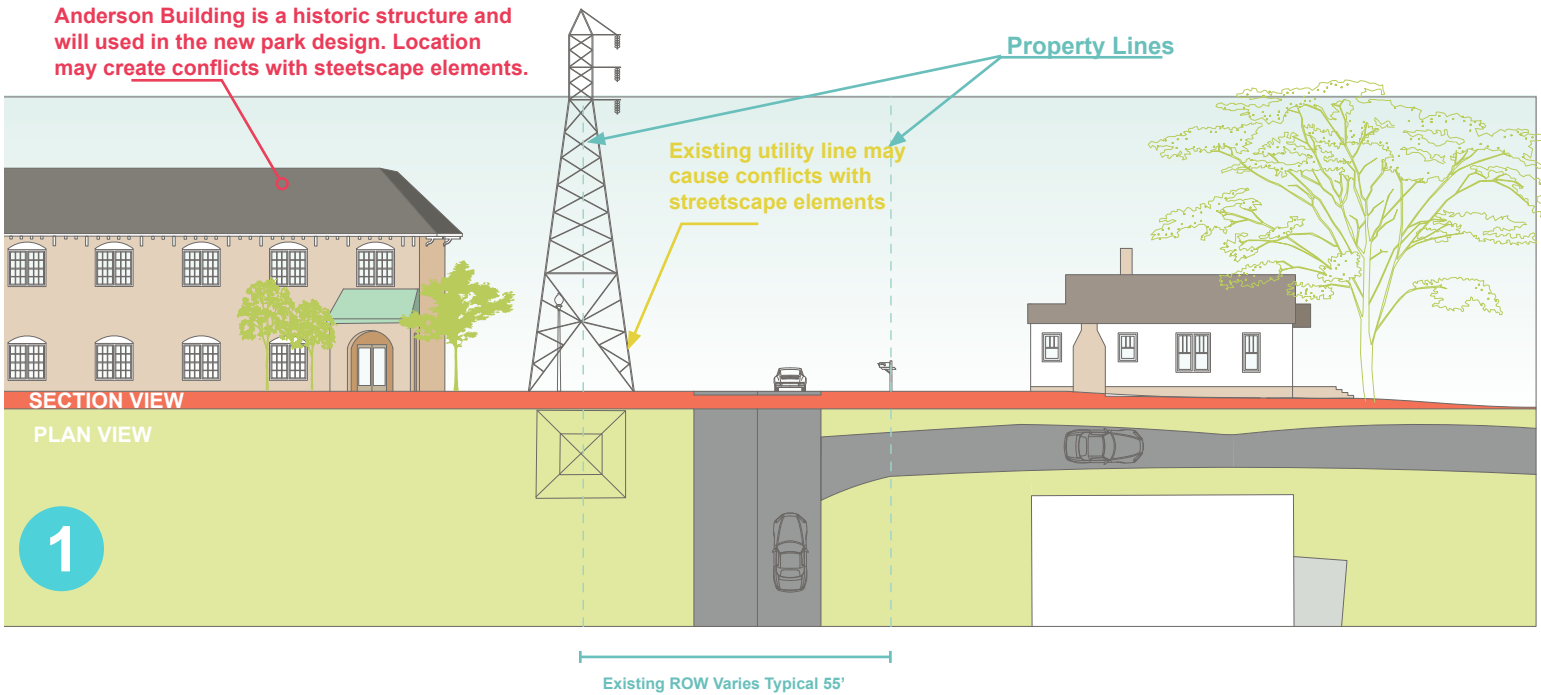 Anderson Building is a historic structure and
will used in the new park design. Location
may create conflicts with steetscape elements.
Property Lines
Existing utility line may
cause conflicts with
streetscape elements
SECTION VIEW
PLAN VIEW
1
Existing ROW Varies Typical 55'